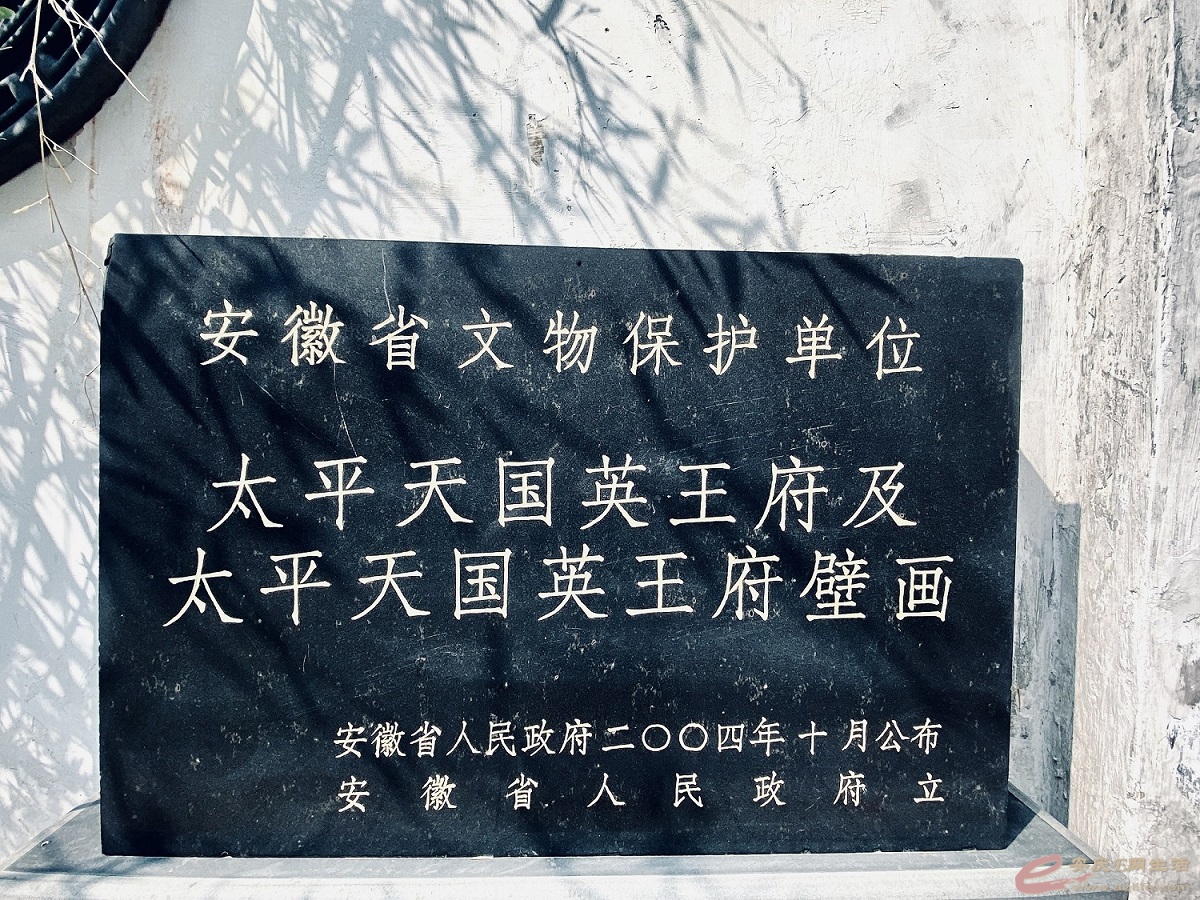 安徽省文物保护单位
太平天国英王府及
太平天国英王府壁画
安徽省人民政府二〇〇四年十月公布
安徽省人民政府立